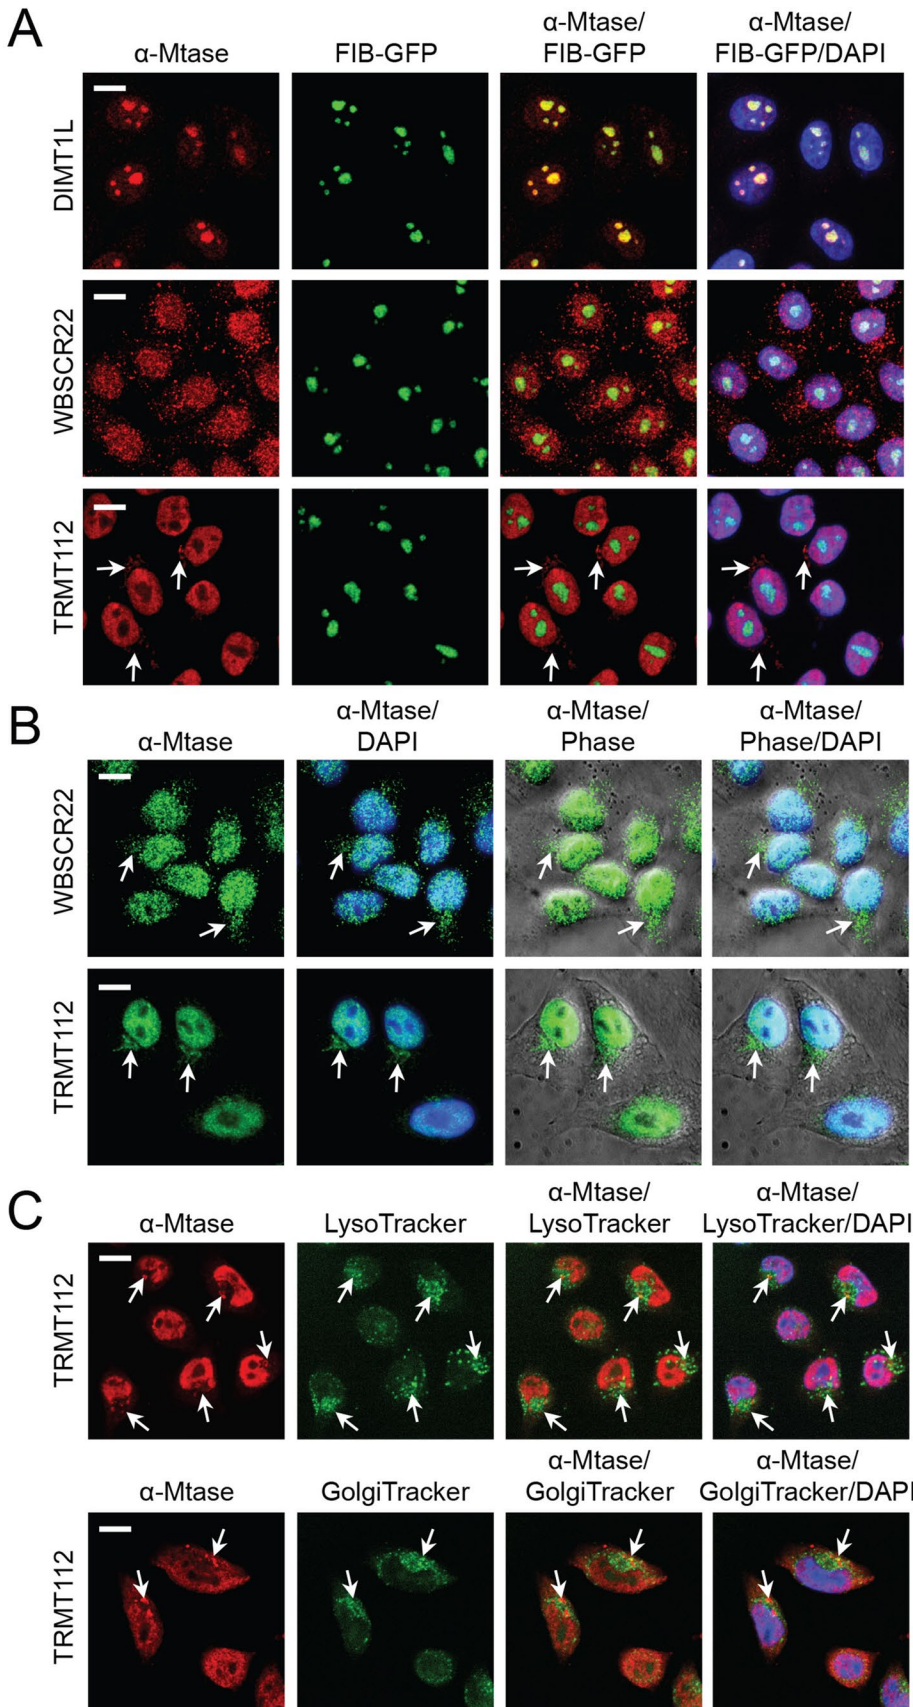 A
α-Mtase
FIB-GFP
α-Mtase/
FIB-GFP
α-Mtase/
FIB-GFP/DAPI
DIMT1L
WBSCR22
TRMT112
B
α-Mtase
α-Mtase/
DAPI
α-Mtase/
Phase
α-Mtase/
Phase/DAPI
WBSCR22
TRMT112
C
α-Mtase
LysoTracker
α-Mtase/
LysoTracker
α-Mtase/
LysoTracker/DAPI
TRMT112
α-Mtase
GolgiTracker
α-Mtase/
GolgiTracker
α-Mtase/
GolgiTracker/DAPI
TRMT112